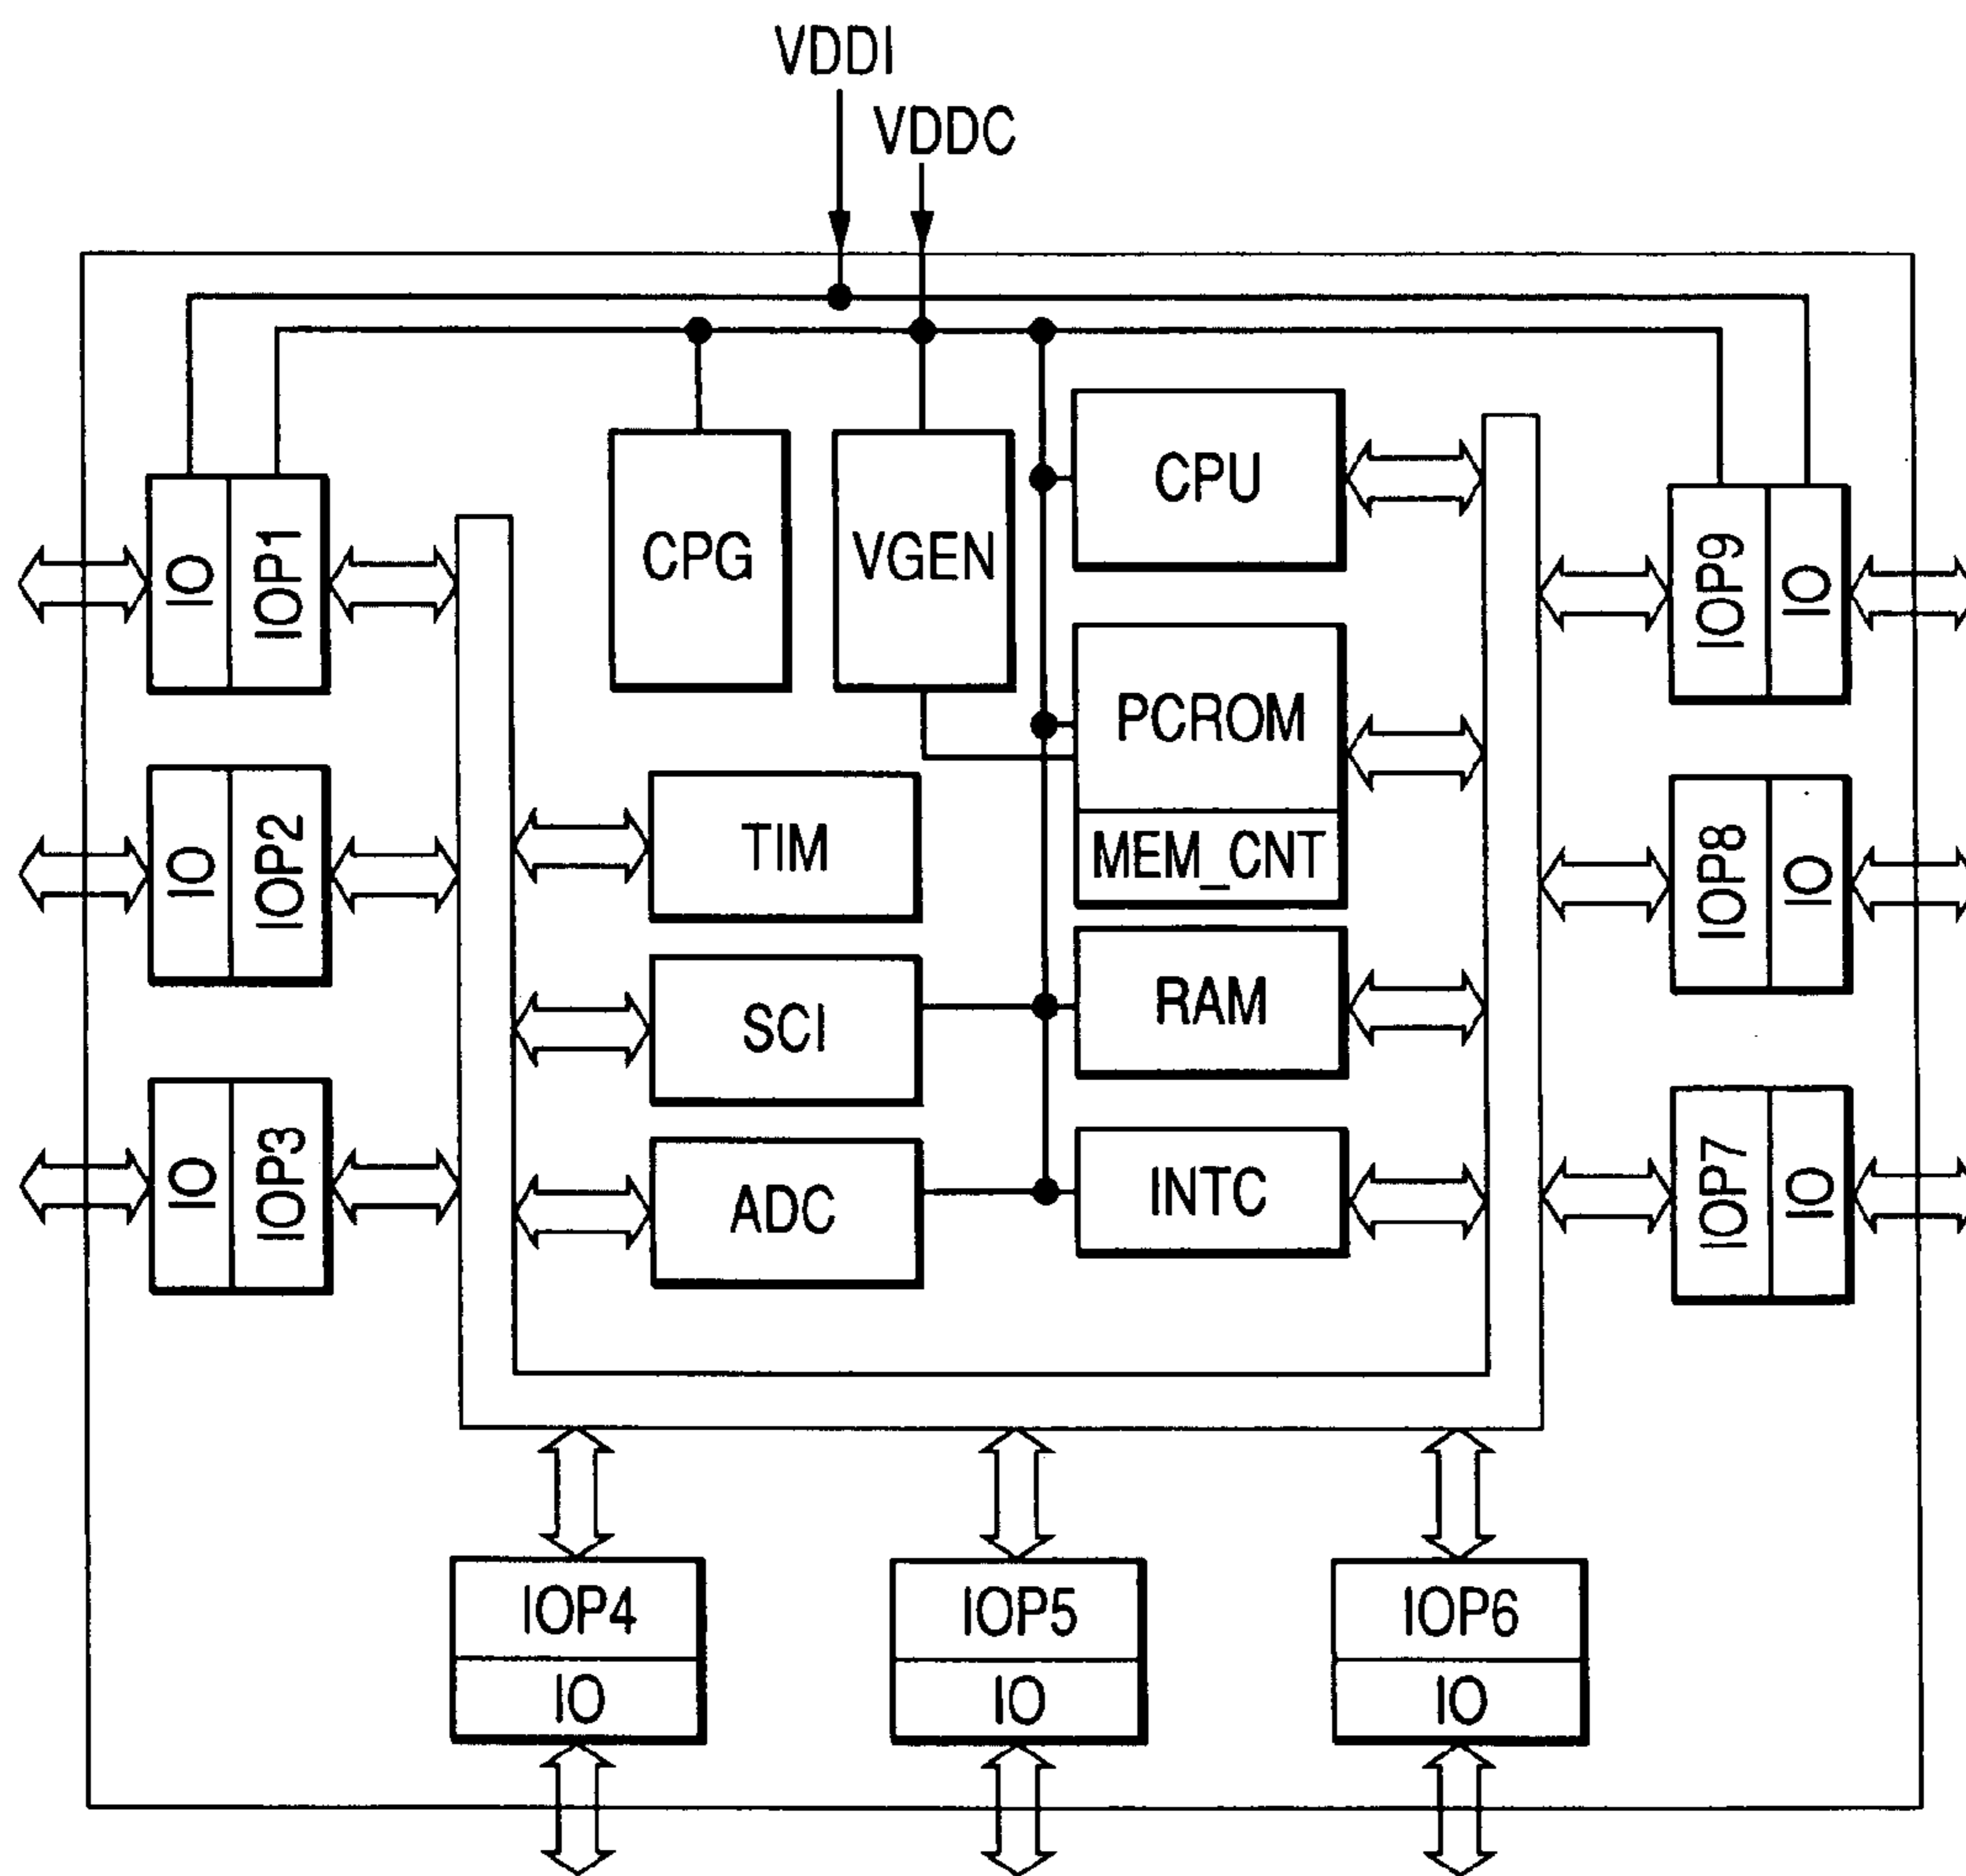 VDDI
VDDC
CPG
VGEN
CPU
IO
IOP1
IOP9
IO
PCROM
MEM_CNT
TIM
IO
IOP2
IOP8
IO
SCI
RAM
IO
IOP3
ADC
INTC
IOP7
IO
IOP4
IO
IOP5
IO
IOP6
IO